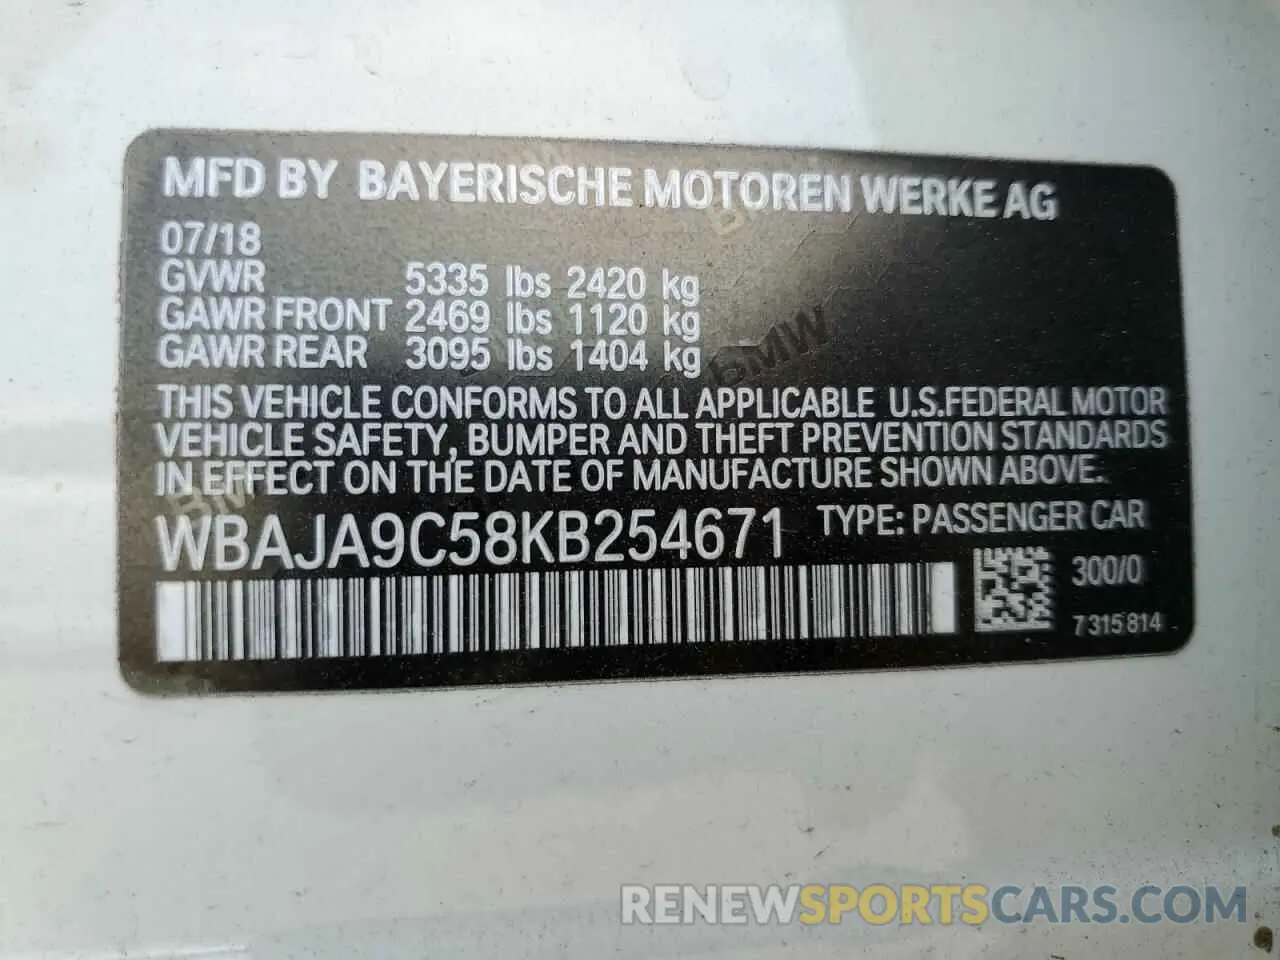 MFD BY BAYERISCHE MOTOREN WERKE AG
07/18
GVWR 5335 lbs 2420 kg
GAWR FRONT 2469 lbs 1120 kg
GAWR REAR 3095 lbs 1404 kg
THIS VEHICLE CONFORMS TO ALL APPLICABLE U.S.FEDERAL MOTOR
VEHICLE SAFETY, BUMPER AND THEFT PREVENTION STANDARDS
IN EFFECT ON THE DATE OF MANUFACTURE SHOWN ABOVE.
WBAJA9C58KB254671 TYPE: PASSENGER CAR
300/0
7 315 814
BMW
RENEWSPORTSCARS.COM